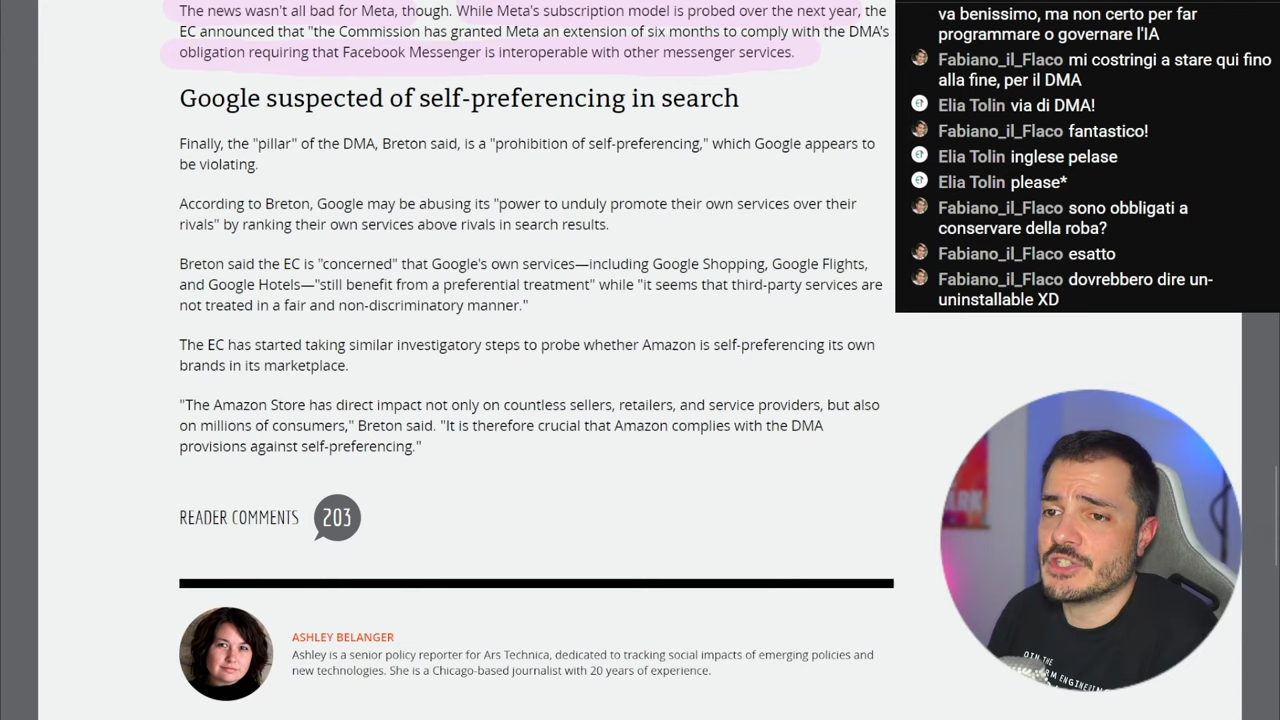 The news wasn't all bad for Meta, though. While Meta's subscription model is probed over the next year, the
EC announced that "the Commission has granted Meta an extension of six months to comply with the DMA's
obligation requiring that Facebook Messenger is interoperable with other messenger services.
Google suspected of self-preferencing in search
Finally, the "pillar" of the DMA, Breton said, is a "prohibition of self-preferencing," which Google appears to
be violating.
According to Breton, Google may be abusing its "power to unduly promote their own services over their
rivals" by ranking their own services above rivals in search results.
Breton said the EC is "concerned" that Google's own services—including Google Shopping, Google Flights,
and Google Hotels—"still benefit from a preferential treatment" while "it seems that third-party services are
not treated in a fair and non-discriminatory manner."
The EC has started taking similar investigatory steps to probe whether Amazon is self-preferencing its own
brands in its marketplace.
"The Amazon Store has direct impact not only on countless sellers, retailers, and service providers, but also
on millions of consumers," Breton said. "It is therefore crucial that Amazon complies with the DMA
provisions against self-preferencing."
READER COMMENTS 203
ASHLEY BELANGER
Ashley is a senior policy reporter for Ars Technica, dedicated to tracking social impacts of emerging policies and
new technologies. She is a Chicago-based journalist with 20 years of experience.
va benissimo, ma non certo per far
programmare o governare l'IA
Fabiano_il_Flaco mi costringi a stare qui fino
alla fine, per il DMA
Elia Tolin via di DMA!
Fabiano_il_Flaco fantastico!
Elia Tolin inglese pelase
Elia Tolin please*
Fabiano_il_Flaco sono obbligati a
conservare della roba?
Fabiano_il_Flaco esatto
Fabiano_il_Flaco dovrebbero dire un-
uninstallable XD